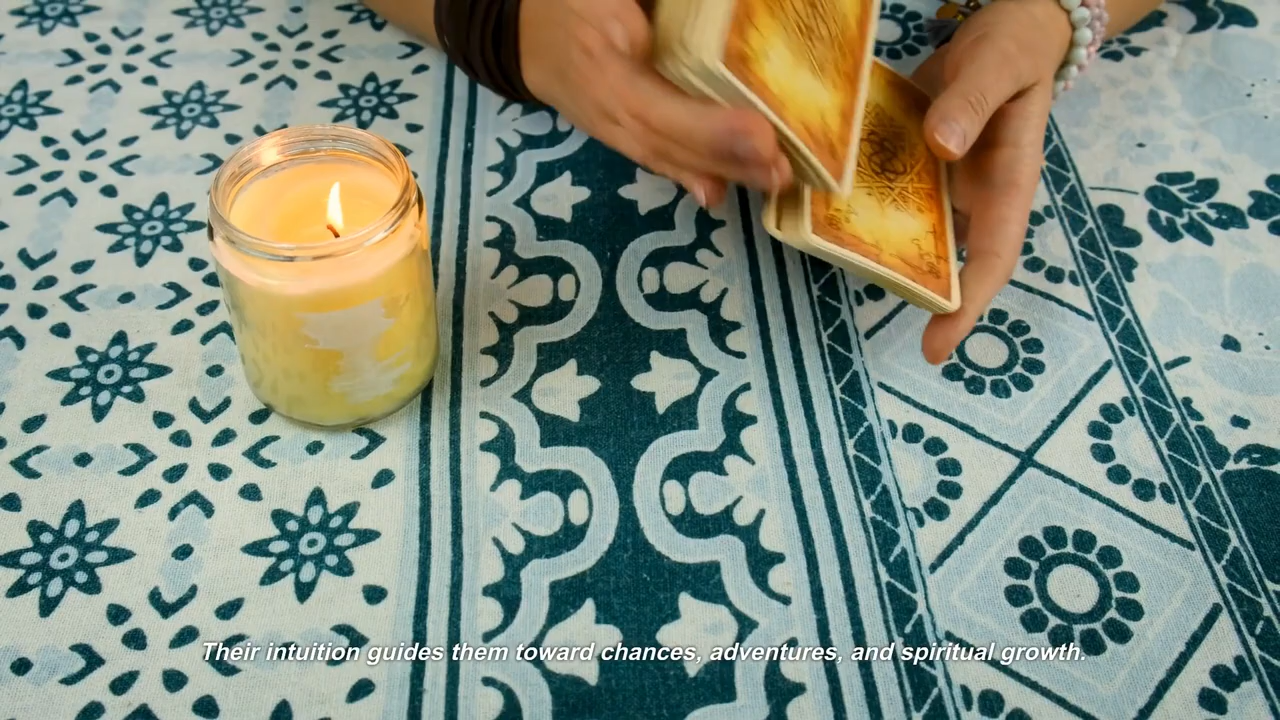 Their intuition guides them toward chances, adventures, and spiritual growth.